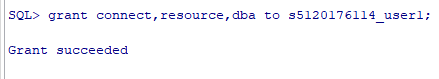 SQL> grant connect,resource,dba to s5120176114_user1;
Grant succeeded